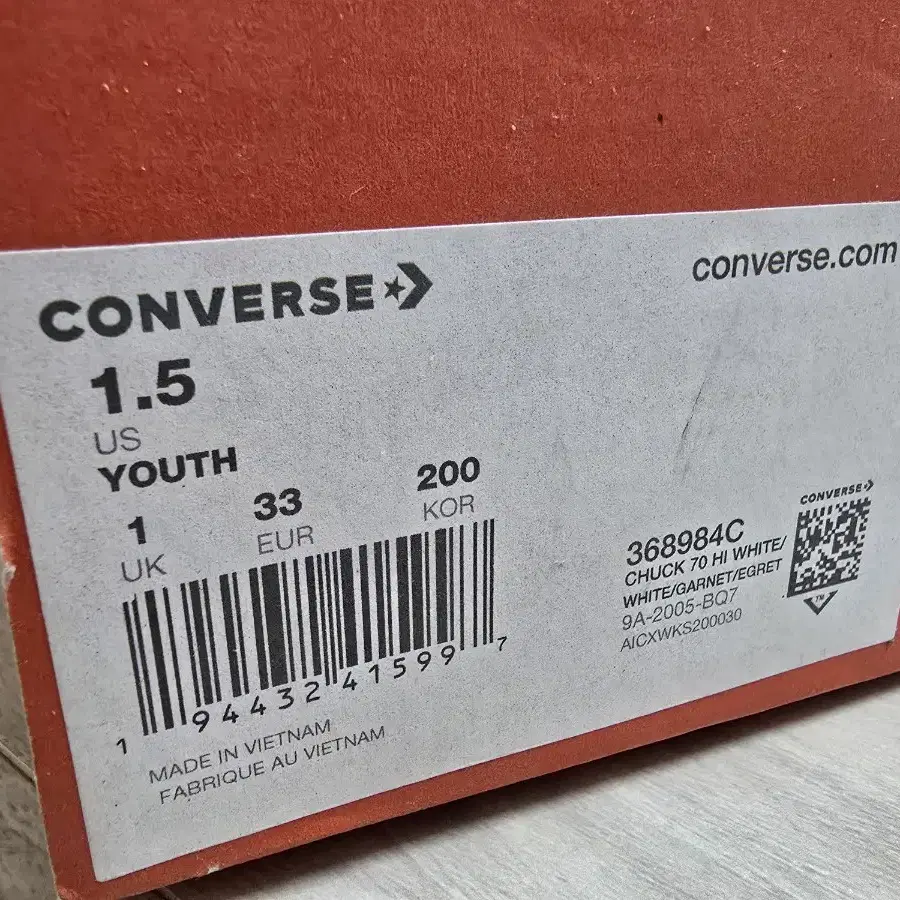 CONVERSE
converse.com
1.5
US
YOUTH
1 33 200
UK EUR KOR
1 94432 41599 7
MADE IN VIETNAM
FABRIQUE AU VIETNAM
CONVERSE
368984C
CHUCK 70 HI WHITE/
WHITE/GARNET/EGRET
9A-2005-BQ7
AICXWKS200030
TM